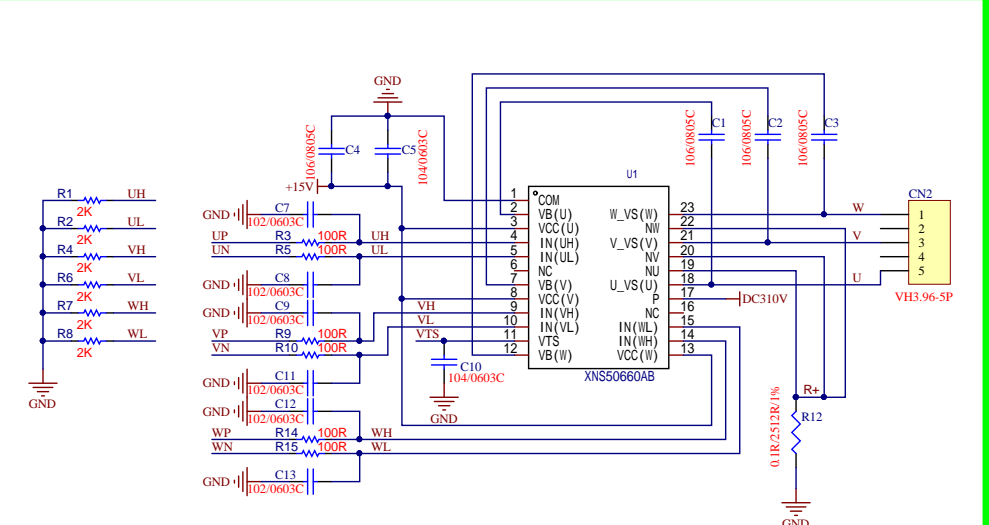 GND
106/0805C
C4
C5
104/0603C
+15V
106/0805C
C1
106/0805C
C2
106/0805C
C3
R1
UH
2K
R2
UL
2K
R4
VH
2K
R6
VL
2K
R7
WH
2K
R8
WL
2K
GND
GND
C7
102/0603C
UP
R3
100R
UH
UN
R5
100R
UL
GND
C8
102/0603C
GND
C9
102/0603C
VP
R9
100R
VH
VN
R10
100R
VL
GND
C11
102/0603C
GND
C12
102/0603C
WP
R14
100R
WH
WN
R15
100R
WL
GND
C13
102/0603C
VTS
C10
104/0603C
GND
U1
1
COM
2
VB(U)
3
VCC(U)
4
IN(UH)
5
IN(UL)
6
NC
7
VB(V)
8
VCC(V)
9
IN(VH)
10
IN(VL)
11
VTS
12
VB(W)
W_VS(W)
23
NW
22
V_VS(V)
21
NV
20
NU
19
U_VS(U)
18
P
17
NC
16
IN(WL)
15
IN(WH)
14
VCC(W)
13
XNS50660AB
DC310V
W
V
U
CN2
1
2
3
4
5
VH3.96-5P
R+
R12
0.1R/2512R/1%
GND